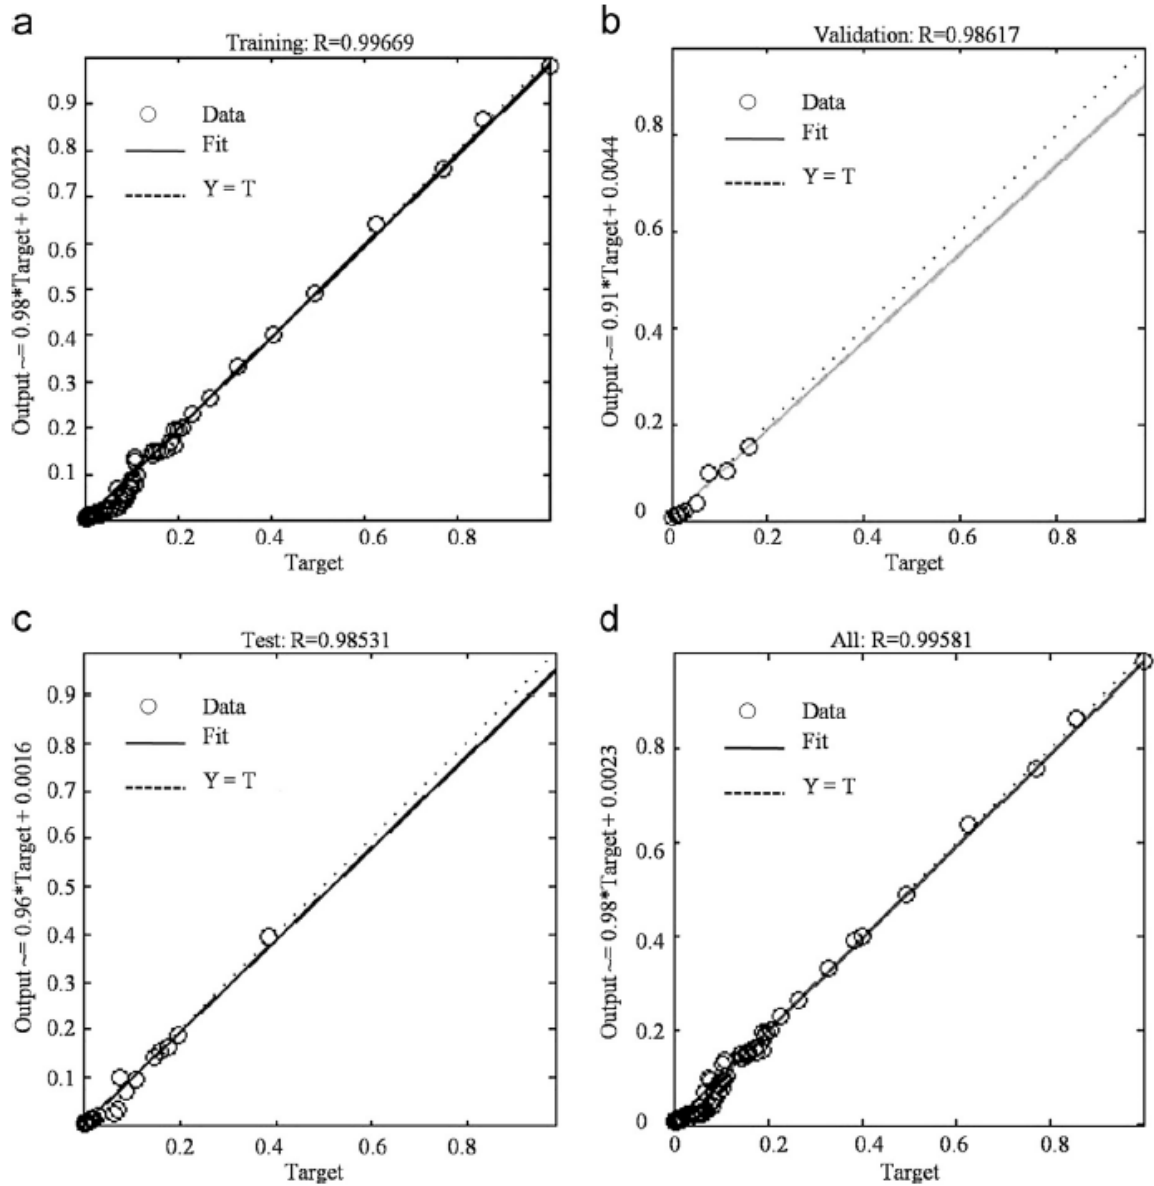 a
Training: R=0.99669
Data
Fit
Y = T
0.9
0.8
0.7
0.6
0.5
0.4
0.3
0.2
0.1
0.2
0.4
0.6
0.8
Target
Output ~= 0.98*Target + 0.0022
b
Validation: R=0.98617
Data
Fit
Y = T
0.8
0.6
0.4
0.2
0
0
0.2
0.4
0.6
0.8
Target
Output ~= 0.91*Target + 0.0044
c
Test: R=0.98531
Data
Fit
Y = T
0.9
0.8
0.7
0.6
0.5
0.4
0.3
0.2
0.1
0.2
0.4
0.6
0.8
Target
Output ~= 0.96*Target + 0.0016
d
All: R=0.99581
Data
Fit
Y = T
0.8
0.6
0.4
0.2
0
0
0.2
0.4
0.6
0.8
Target
Output ~= 0.98*Target + 0.0023